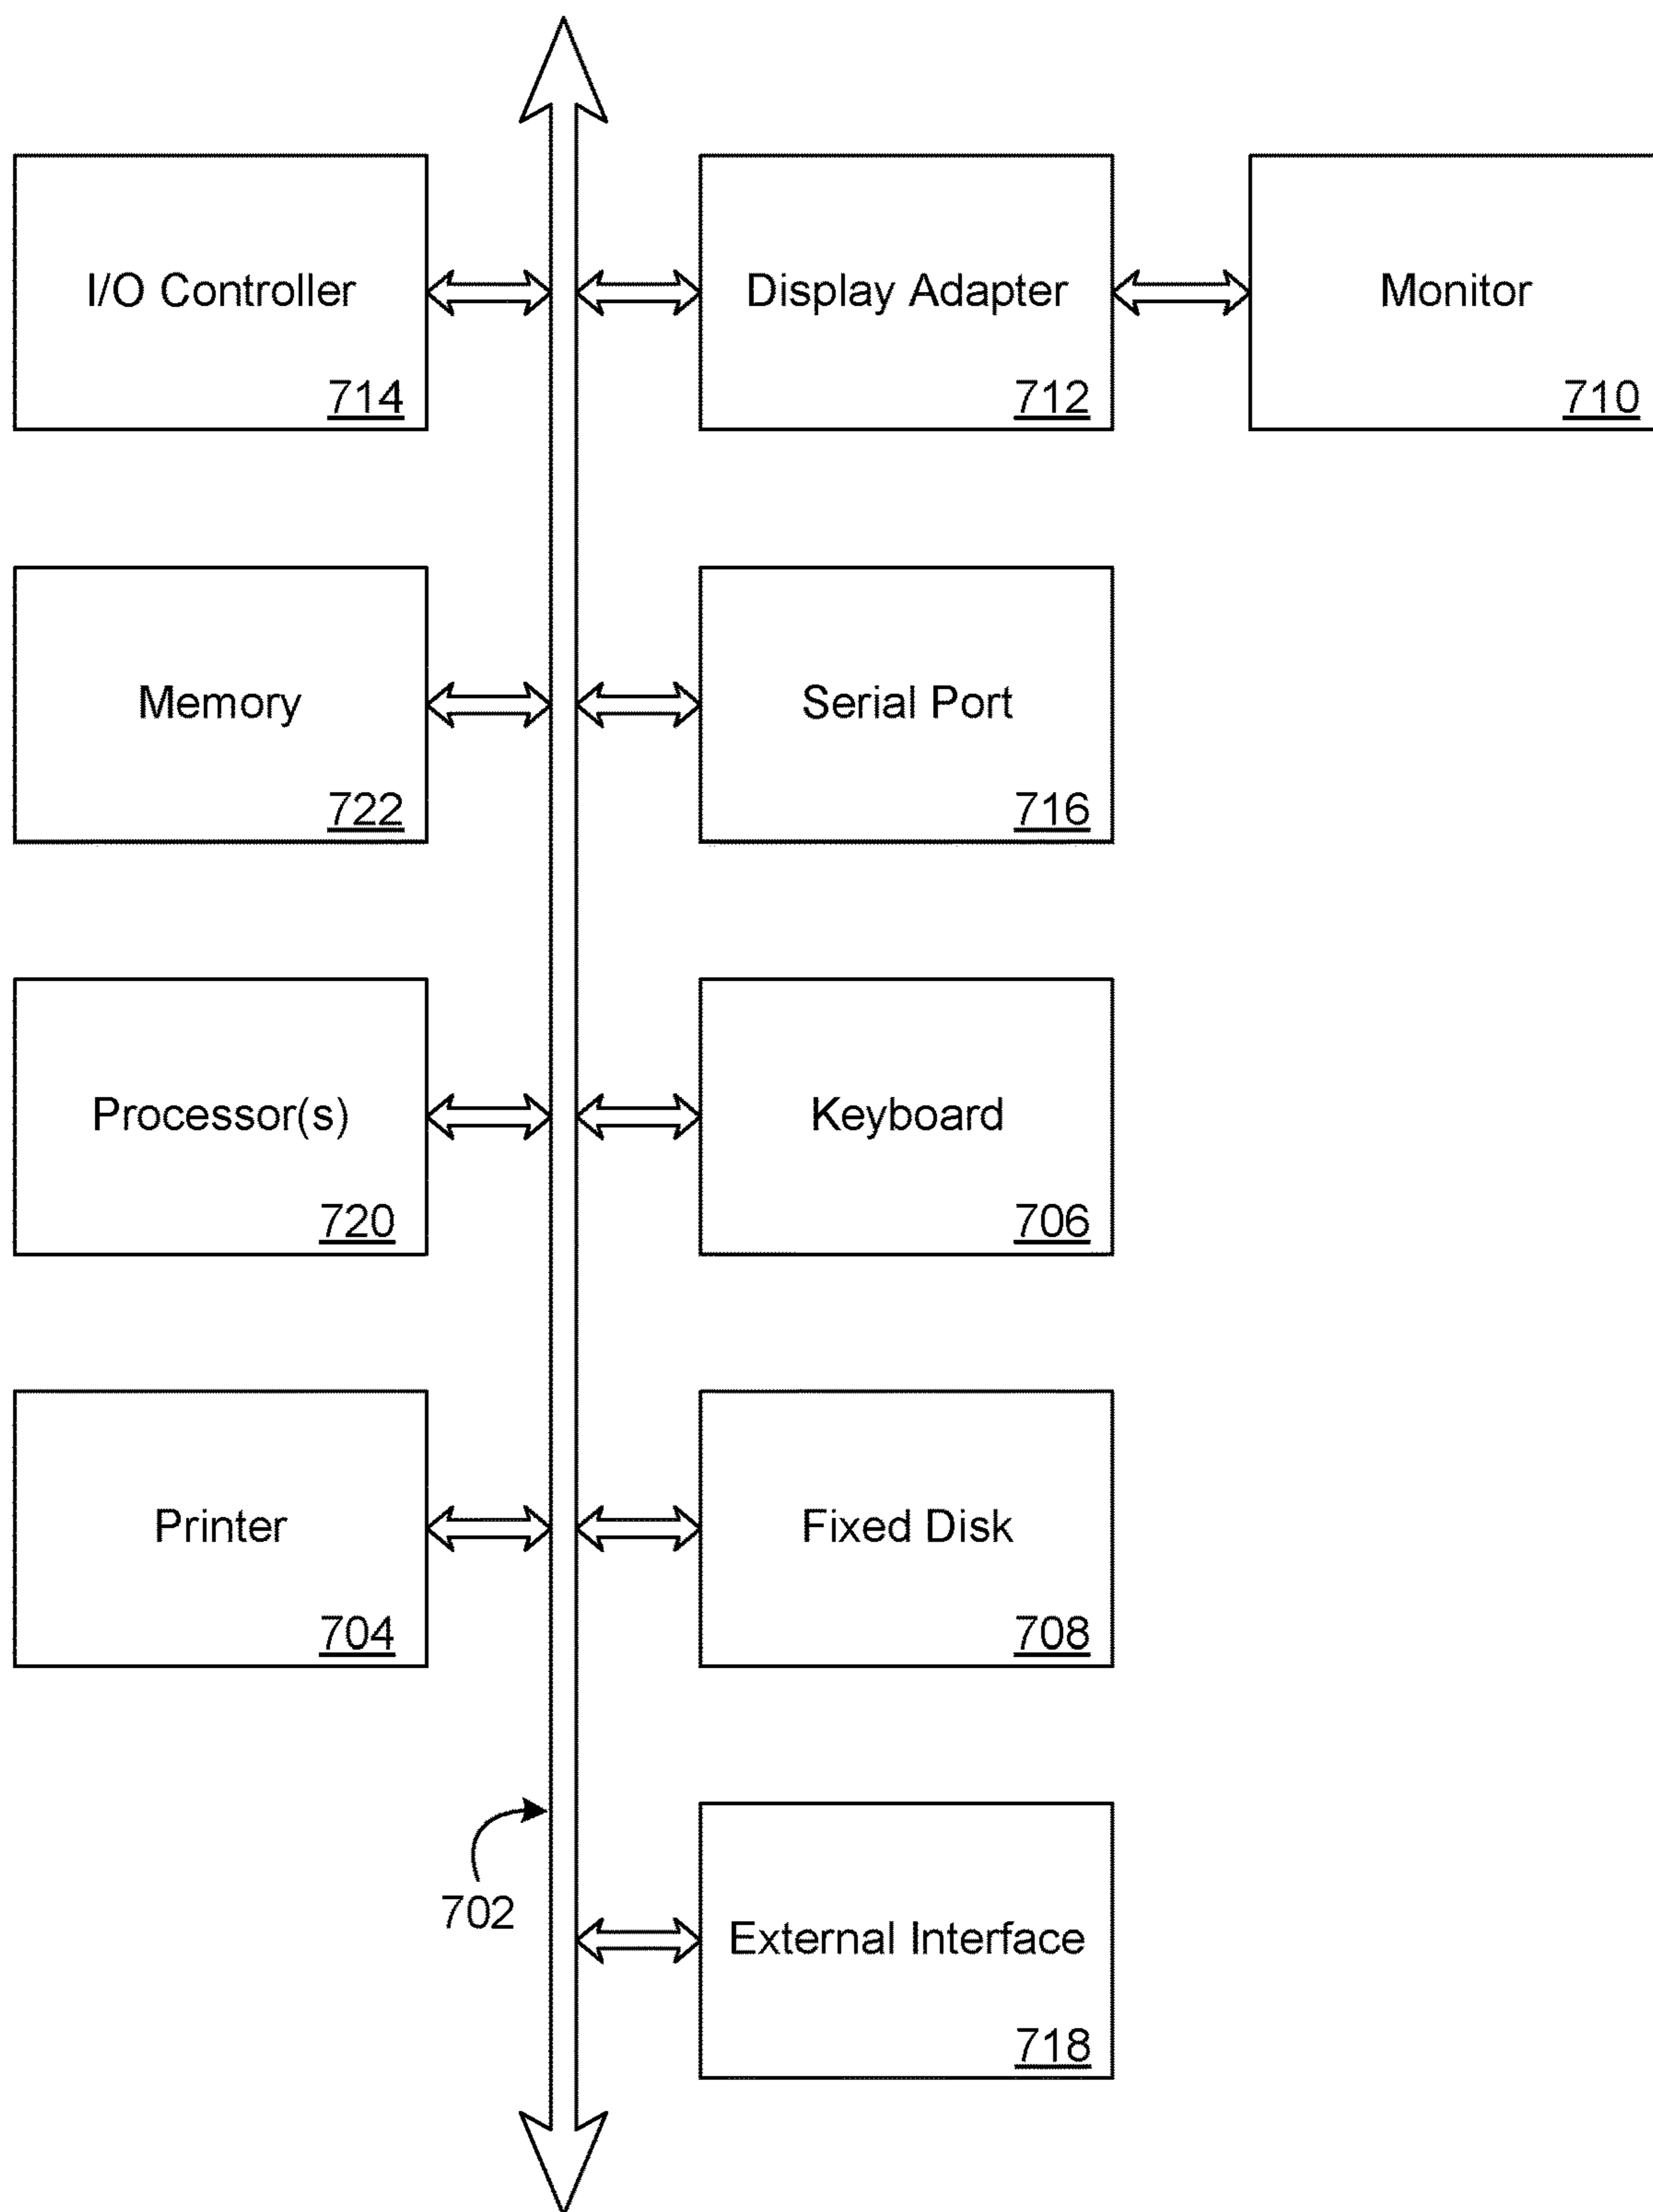 I/O Controller
714
Display Adapter
712
Monitor
710
Memory
722
Serial Port
716
Processor(s)
720
Keyboard
706
Printer
704
Fixed Disk
708
702
External Interface
718